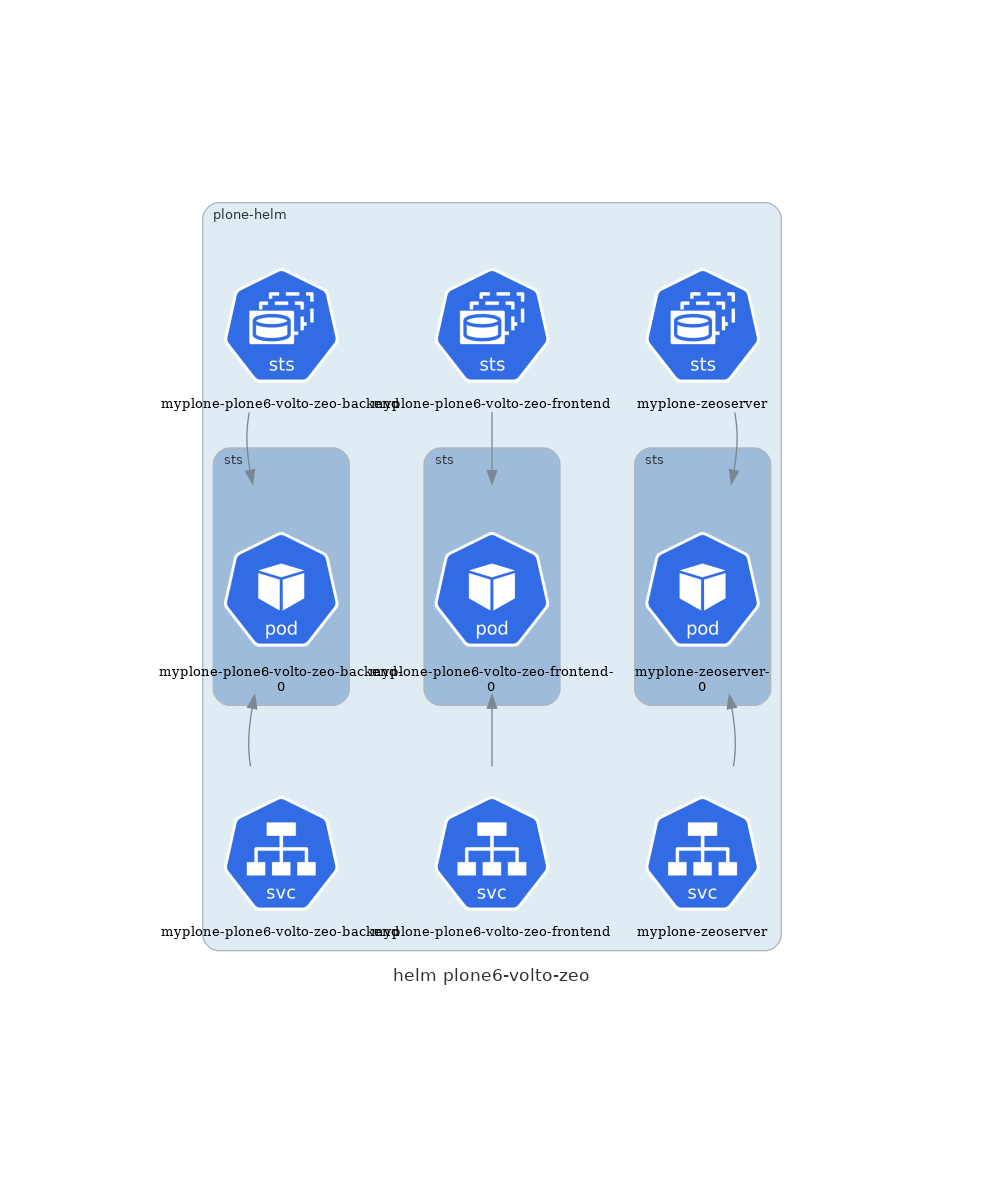 plone-helm
sts
sts
sts
myplone-plone6-volto-zeo-backend
myplone-plone6-volto-zeo-frontend
myplone-zeoserver
sts
sts
sts
pod
pod
pod
myplone-plone6-volto-zeo-backend-
0
myplone-plone6-volto-zeo-frontend-
0
myplone-zeoserver-
0
svc
svc
svc
myplone-plone6-volto-zeo-backend
myplone-plone6-volto-zeo-frontend
myplone-zeoserver
helm plone6-volto-zeo